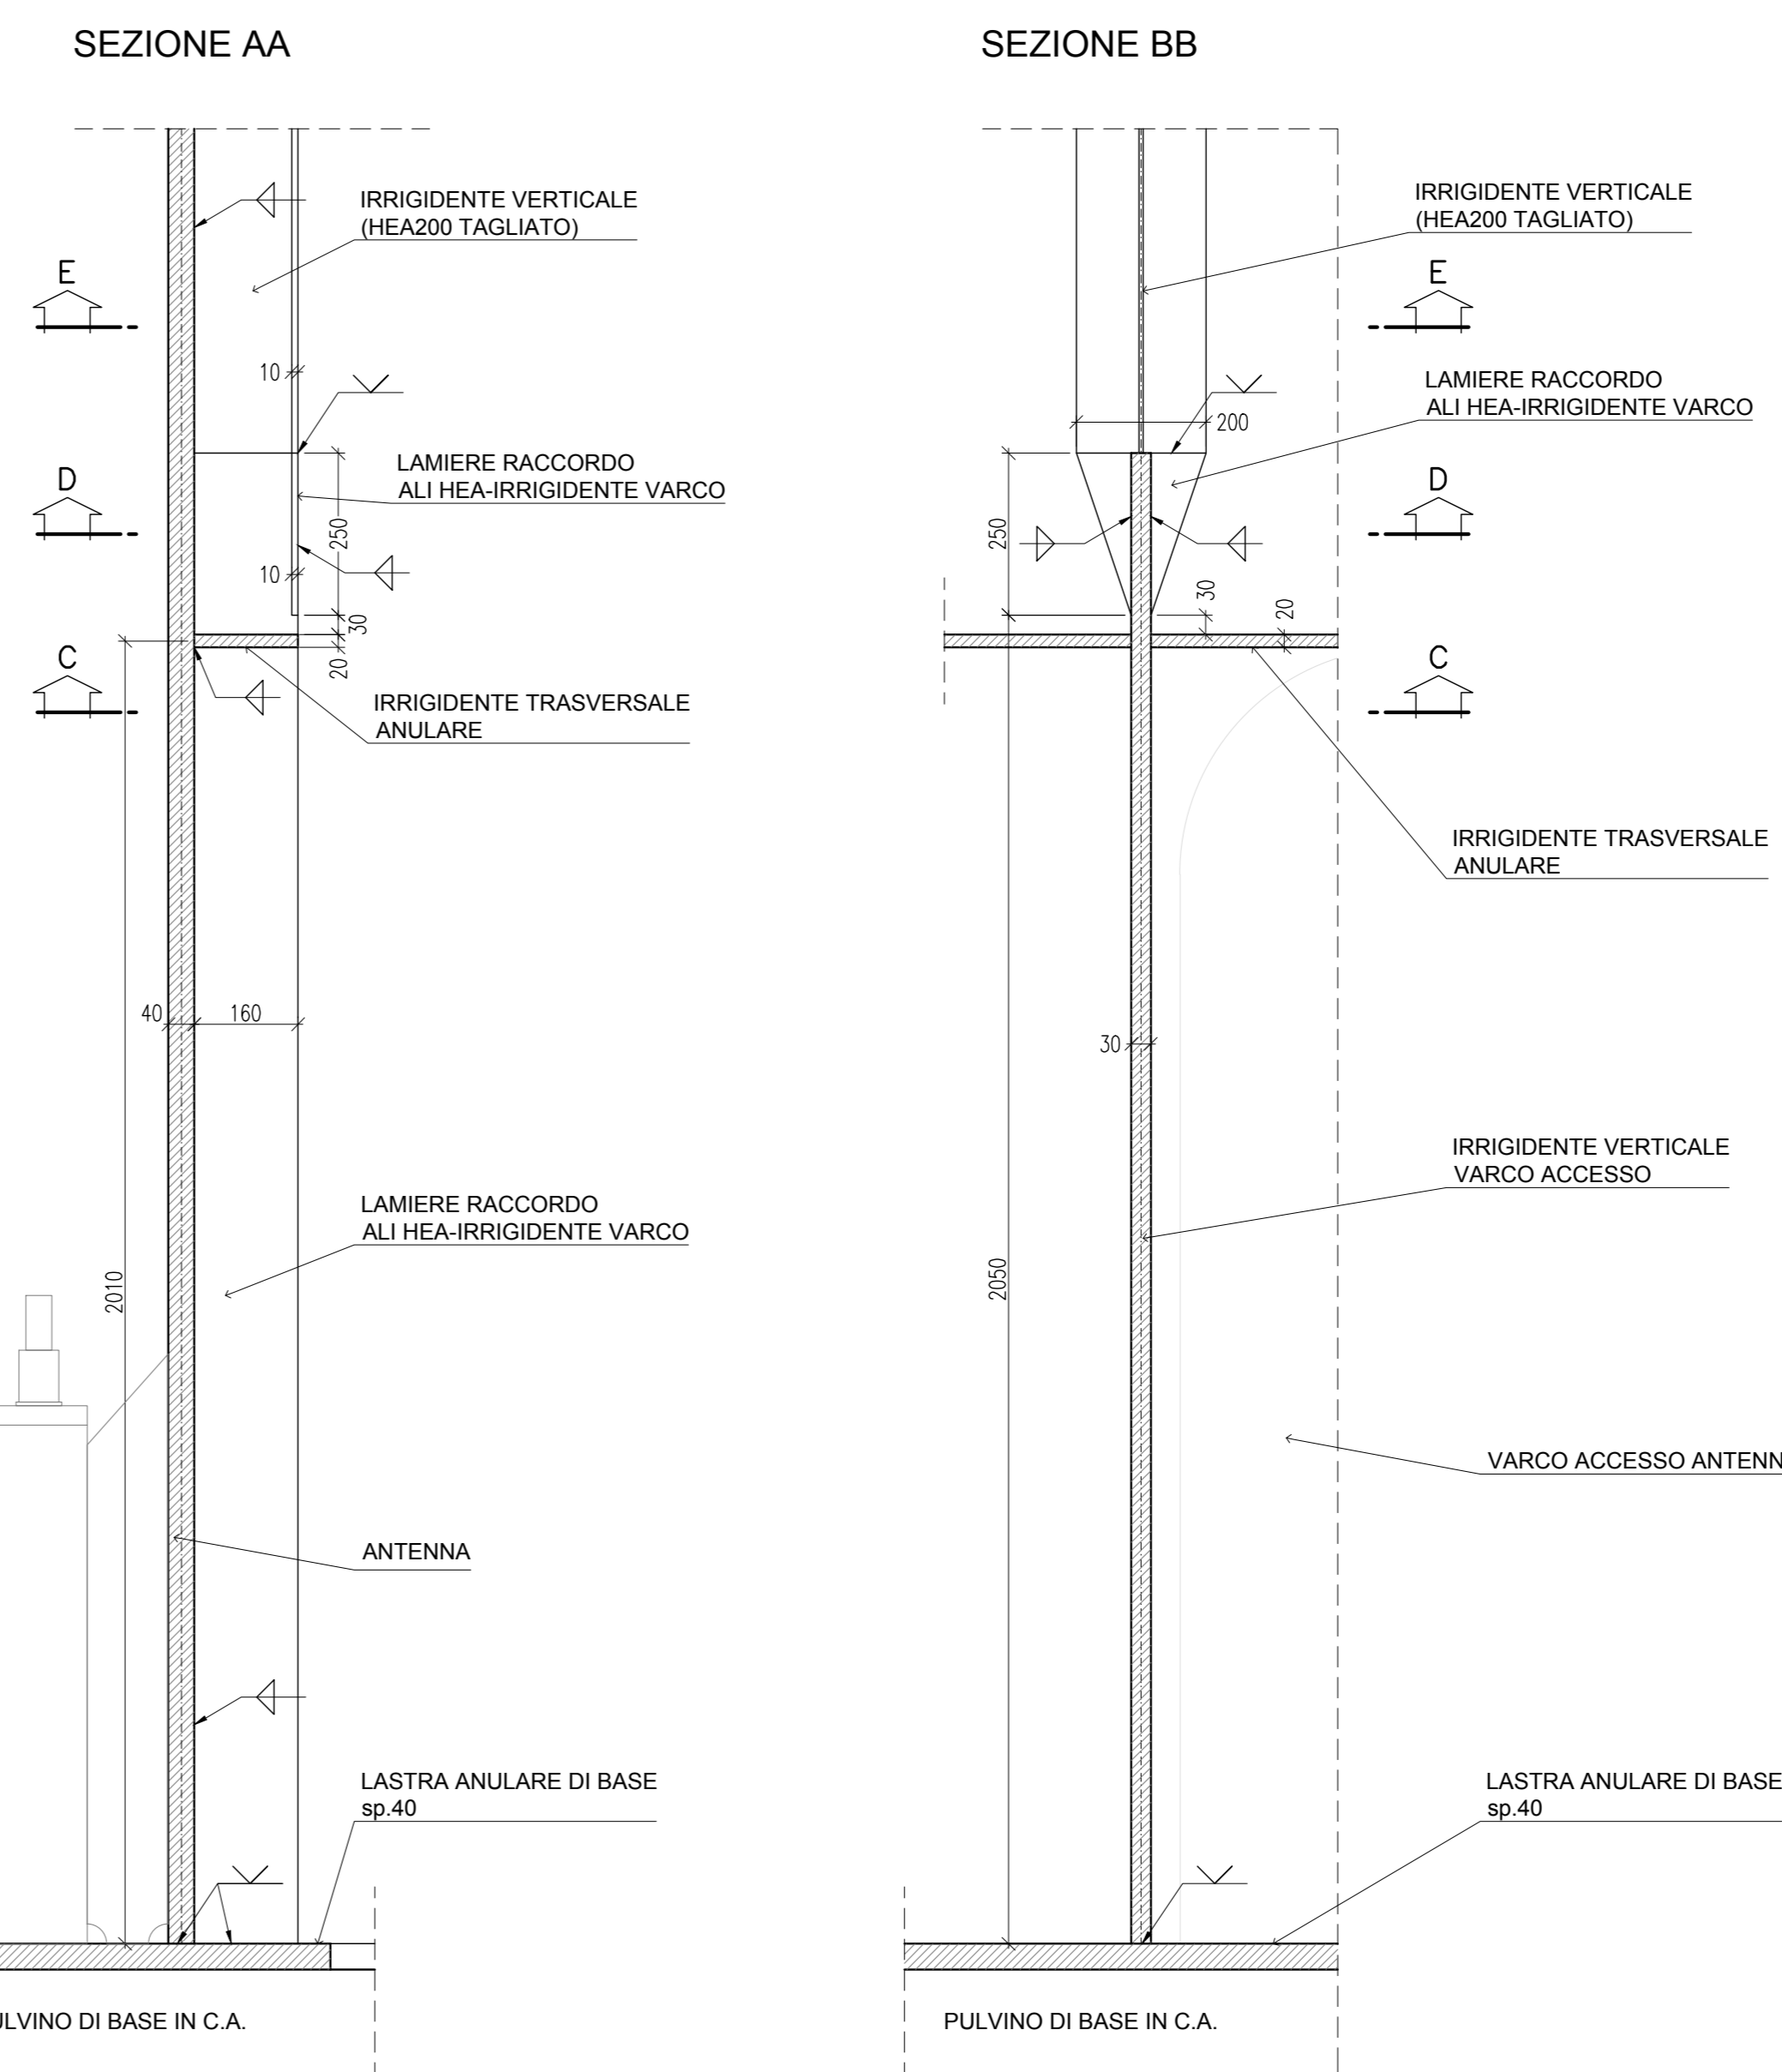 SEZIONE AA
IRRIGIDENTE VERTICALE
(HEA200 TAGLIATO)
E
10
LAMIERE RACCORDO
ALI HEA-IRRIGIDENTE VARCO
D
250
10
30
20
C
IRRIGIDENTE TRASVERSALE
ANULARE
40
160
LAMIERE RACCORDO
ALI HEA-IRRIGIDENTE VARCO
2010
ANTENNA
LASTRA ANULARE DI BASE
sp.40
ULVINO DI BASE IN C.A.
SEZIONE BB
IRRIGIDENTE VERTICALE
(HEA200 TAGLIATO)
E
LAMIERE RACCORDO
ALI HEA-IRRIGIDENTE VARCO
200
D
250
30
20
C
IRRIGIDENTE TRASVERSALE
ANULARE
30
IRRIGIDENTE VERTICALE
VARCO ACCESSO
2050
VARCO ACCESSO ANTENN
LASTRA ANULARE DI BASE
sp.40
PULVINO DI BASE IN C.A.